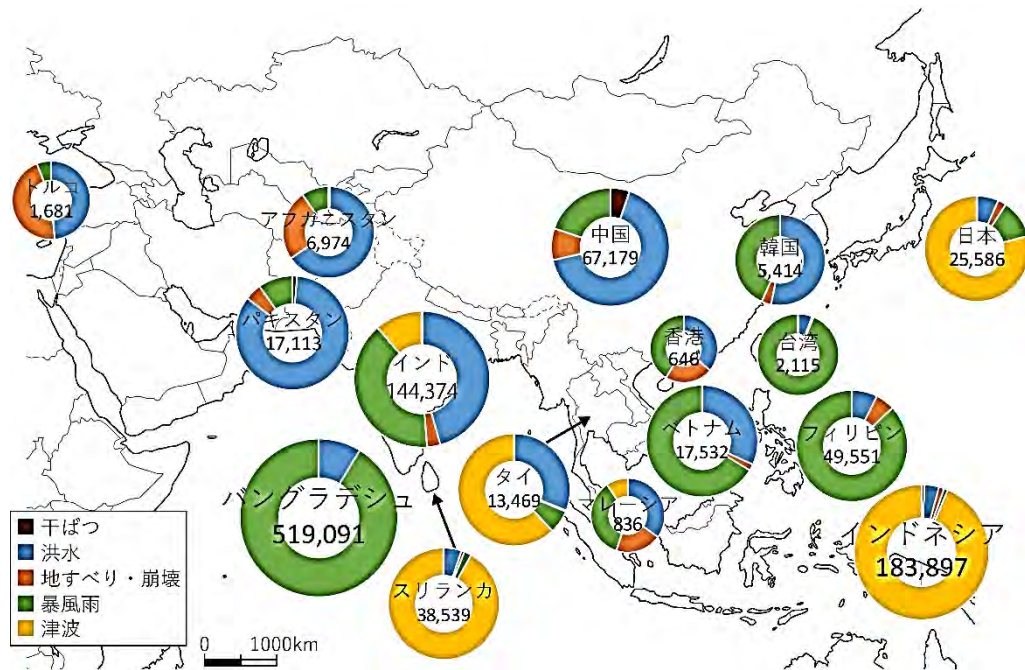 トルコ
1,681
アフガニスタン
6,974
中国
67,179
韓国
5,414
日本
25,586
パキスタン
17,113
インド
144,374
香港
646
台湾
2,115
ベトナム
17,532
フィリピン
49,551
バングラデシュ
519,091
タイ
13,469
マレーシア
836
インドネシア
183,897
スリランカ
38,539
干ばつ
洪水
地すべり・崩壊
暴風雨
津波
0 1000km